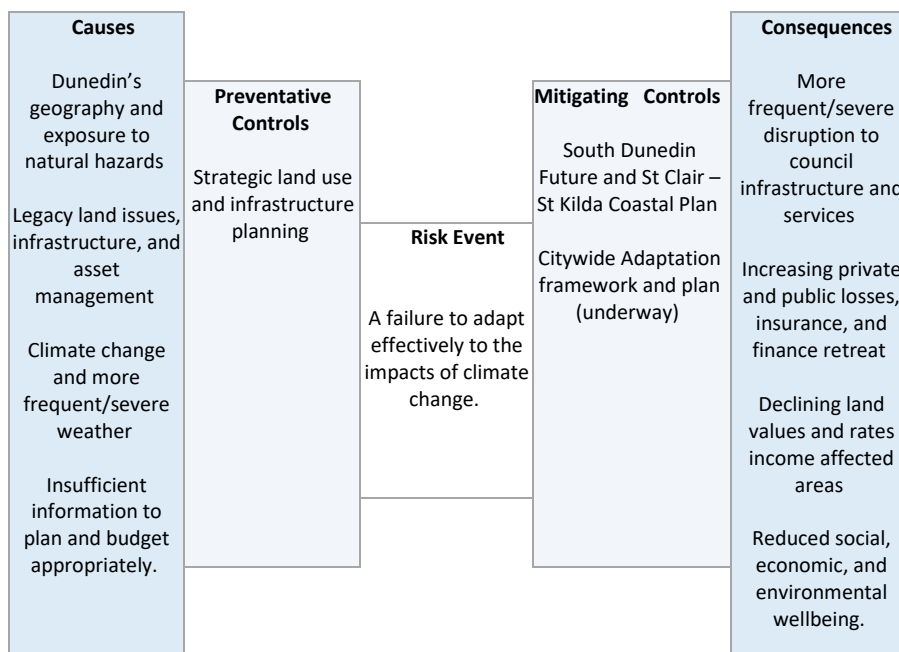 Causes
Dunedin's
geography and
exposure to
natural hazards
Legacy land issues,
infrastructure, and
asset
management
Climate change
and more
frequent/severe
weather
Insufficient
information to
plan and budget
appropriately.
Preventative
Controls
Strategic land use
and infrastructure
planning
Risk Event
A failure to adapt
effectively to the
impacts of climate
change.
Mitigating Controls
South Dunedin
Future and St Clair –
St Kilda Coastal Plan
Citywide Adaptation
framework and plan
(underway)
Consequences
More
frequent/severe
disruption to
council
infrastructure and
services
Increasing private
and public losses,
insurance, and
finance retreat
Declining land
values and rates
income affected
areas
Reduced social,
economic, and
environmental
wellbeing.